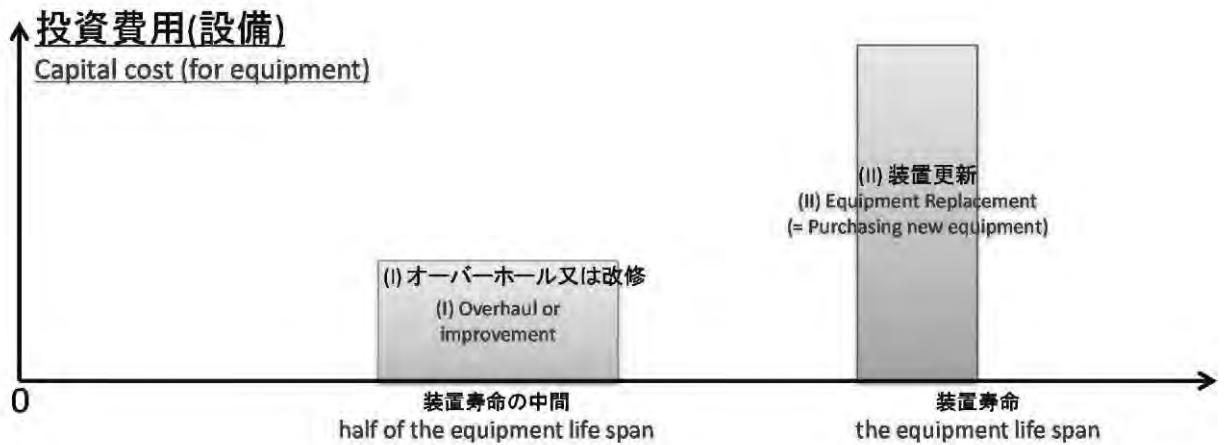 投資費用(設備)
Capital cost (for equipment)
(II) 装置更新
(II) Equipment Replacement
(= Purchasing new equipment)
(I) オーバーホール又は改修
(I) Overhaul or
improvement
0
装置寿命の中間
half of the equipment life span
装置寿命
the equipment life span